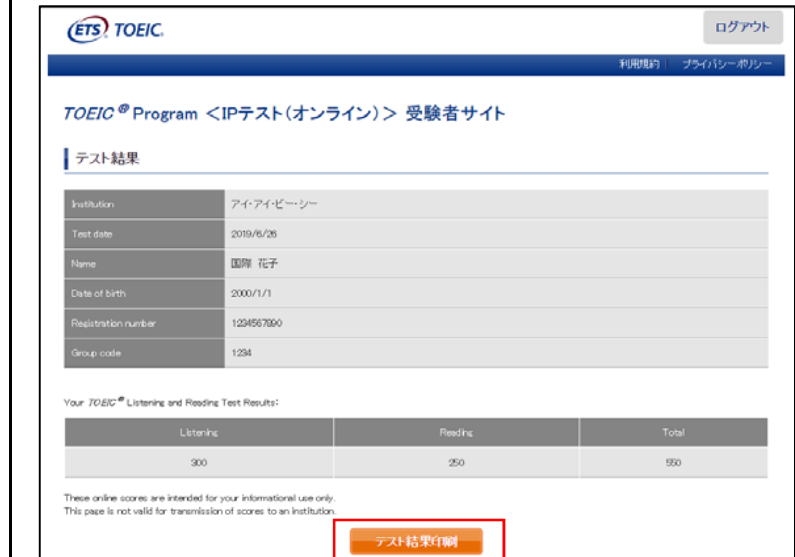 ETS TOEIC.
ログアウト
利用規約 プライバシーポリシー
TOEIC® Program ＜IPテスト(オンライン)＞ 受験者サイト
テスト結果
Institution アイ・アイ・ビー・シー
Test date 2019/6/26
Name 国際 花子
Date of birth 2000/1/1
Registration number 1234567890
Group code 1234
Your TOEIC® Listening and Reading Test Results:
Listening Reading Total
300 250 550
These online scores are intended for your informational use only.
This page is not valid for transmission of scores to an institution.
テスト結果印刷